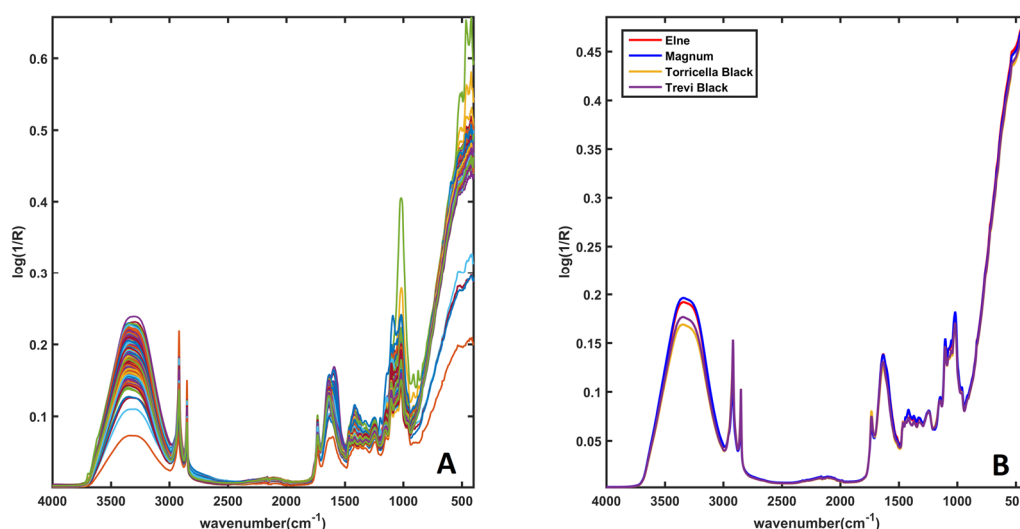 0.6
0.5
0.4
0.3
0.2
0.1
log(1/R)
4000 3500 3000 2500 2000 1500 1000 500
wavenumber(cm-1)
A
Elne
Magnum
Torricella Black
Trevi Black
0.45
0.4
0.35
0.3
0.25
0.2
0.15
0.1
0.05
log(1/R)
4000 3500 3000 2500 2000 1500 1000 500
wavenumber(cm-1)
B